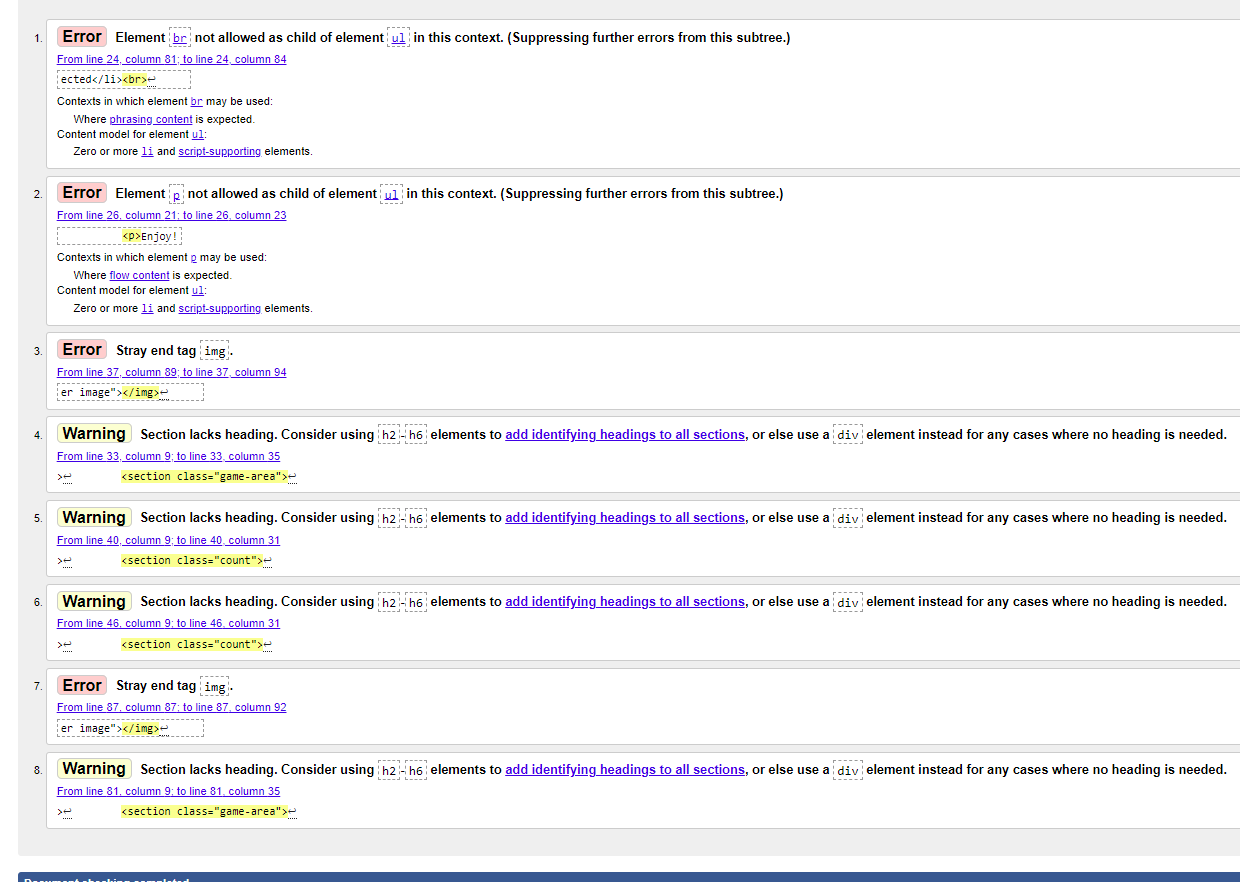 1. Error Element br not allowed as child of element ul in this context. (Suppressing further errors from this subtree.)
From line 24, column 81; to line 24, column 84
ected</li><br>↩
Contexts in which element br may be used:
Where phrasing content is expected.
Content model for element ul:
Zero or more li and script-supporting elements.
2. Error Element p not allowed as child of element ul in this context. (Suppressing further errors from this subtree.)
From line 26, column 21; to line 26, column 23
<p>Enjoy!
Contexts in which element p may be used:
Where flow content is expected.
Content model for element ul:
Zero or more li and script-supporting elements.
3. Error Stray end tag img.
From line 37, column 89; to line 37, column 94
er image"></img>↩
4. Warning Section lacks heading. Consider using h2-h6 elements to add identifying headings to all sections, or else use a div element instead for any cases where no heading is needed.
From line 33, column 9; to line 33, column 35
>↩ <section class="game-area">↩
5. Warning Section lacks heading. Consider using h2-h6 elements to add identifying headings to all sections, or else use a div element instead for any cases where no heading is needed.
From line 40, column 9; to line 40, column 31
>↩ <section class="count">↩
6. Warning Section lacks heading. Consider using h2-h6 elements to add identifying headings to all sections, or else use a div element instead for any cases where no heading is needed.
From line 46, column 9; to line 46, column 31
>↩ <section class="count">↩
7. Error Stray end tag img.
From line 87, column 87; to line 87, column 92
er image"></img>↩
8. Warning Section lacks heading. Consider using h2-h6 elements to add identifying headings to all sections, or else use a div element instead for any cases where no heading is needed.
From line 81, column 9; to line 81, column 35
>↩ <section class="game-area">↩
Document checking completed